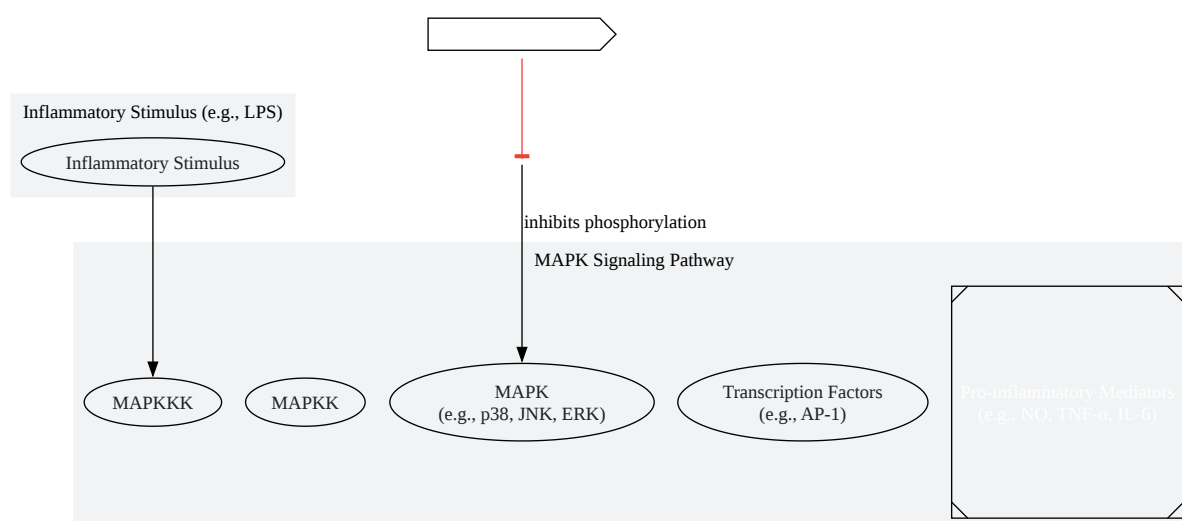 Inflammatory Stimulus (e.g., LPS)
Inflammatory Stimulus
inhibits phosphorylation
MAPK Signaling Pathway
MAPKKK
MAPKK
MAPK
(e.g., p38, JNK, ERK)
Transcription Factors
(e.g., AP-1)
Pro-inflammatory Mediators
(e.g., NO, TNF-α, IL-6)